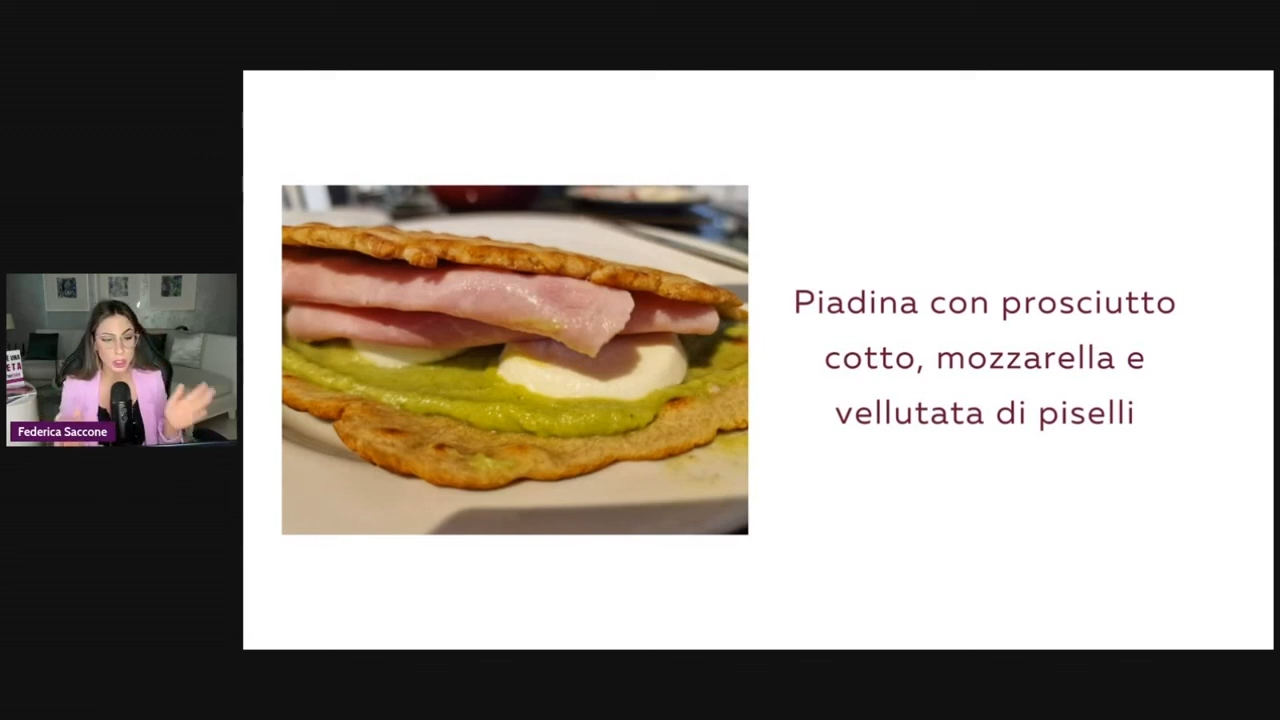 Piadina con prosciutto
cotto, mozzarella e
vellutata di piselli
Federica Saccone